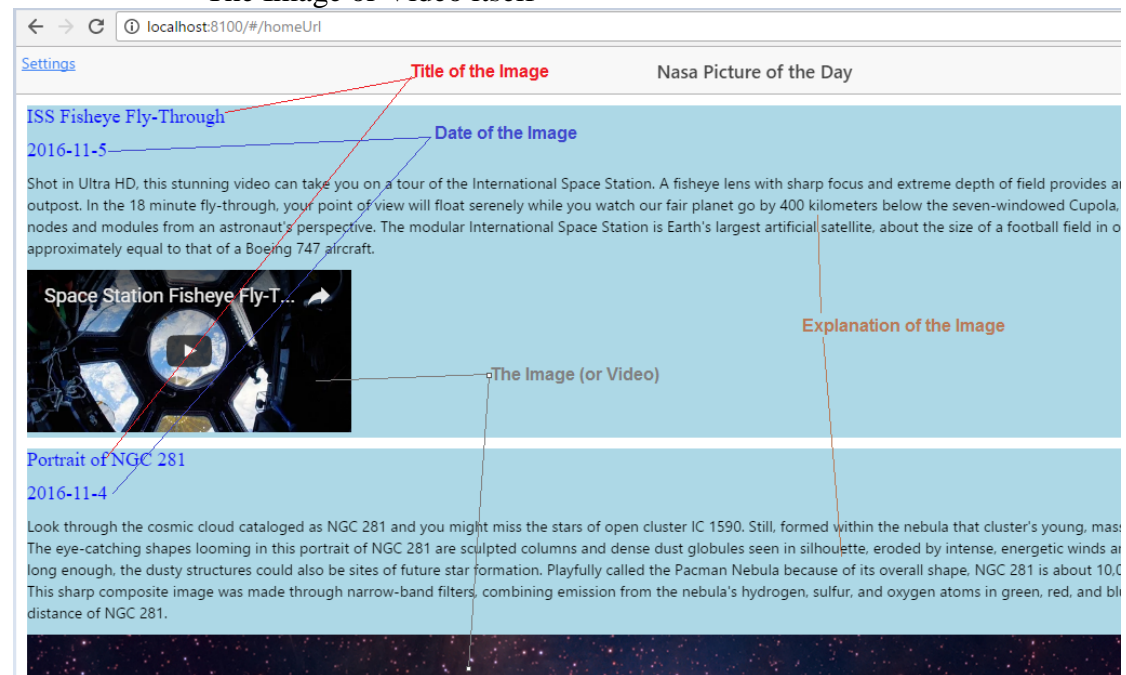 The Image or Video itself
localhost:8100/#/homeUrl
Settings
Title of the Image
Nasa Picture of the Day
ISS Fisheye Fly-Through
Date of the Image
2016-11-5
Shot in Ultra HD, this stunning video can take you on a tour of the International Space Station. A fisheye lens with sharp focus and extreme depth of field provides
outpost. In the 18 minute fly-through, your point of view will float serenely while you watch our fair planet go by 400 kilometers below the seven-windowed Cupola,
nodes and modules from an astronaut's perspective. The modular International Space Station is Earth's largest artificial satellite, about the size of a football field in
approximately equal to that of a Boeing 747 aircraft.
Space Station Fisheye Fly-T...
Explanation of the Image
The Image (or Video)
Portrait of NGC 281
2016-11-4
Look through the cosmic cloud cataloged as NGC 281 and you might miss the stars of open cluster IC 1590. Still, formed within the nebula that cluster's young,
The eye-catching shapes looming in this portrait of NGC 281 are sculpted columns and dense dust globules seen in silhouette, eroded by intense, energetic winds
long enough, the dusty structures could also be sites of future star formation. Playfully called the Pacman Nebula because of its overall shape, NGC 281 is about
This sharp composite image was made through narrow-band filters, combining emission from the nebula's hydrogen, sulfur, and oxygen atoms in green, red, and
distance of NGC 281.